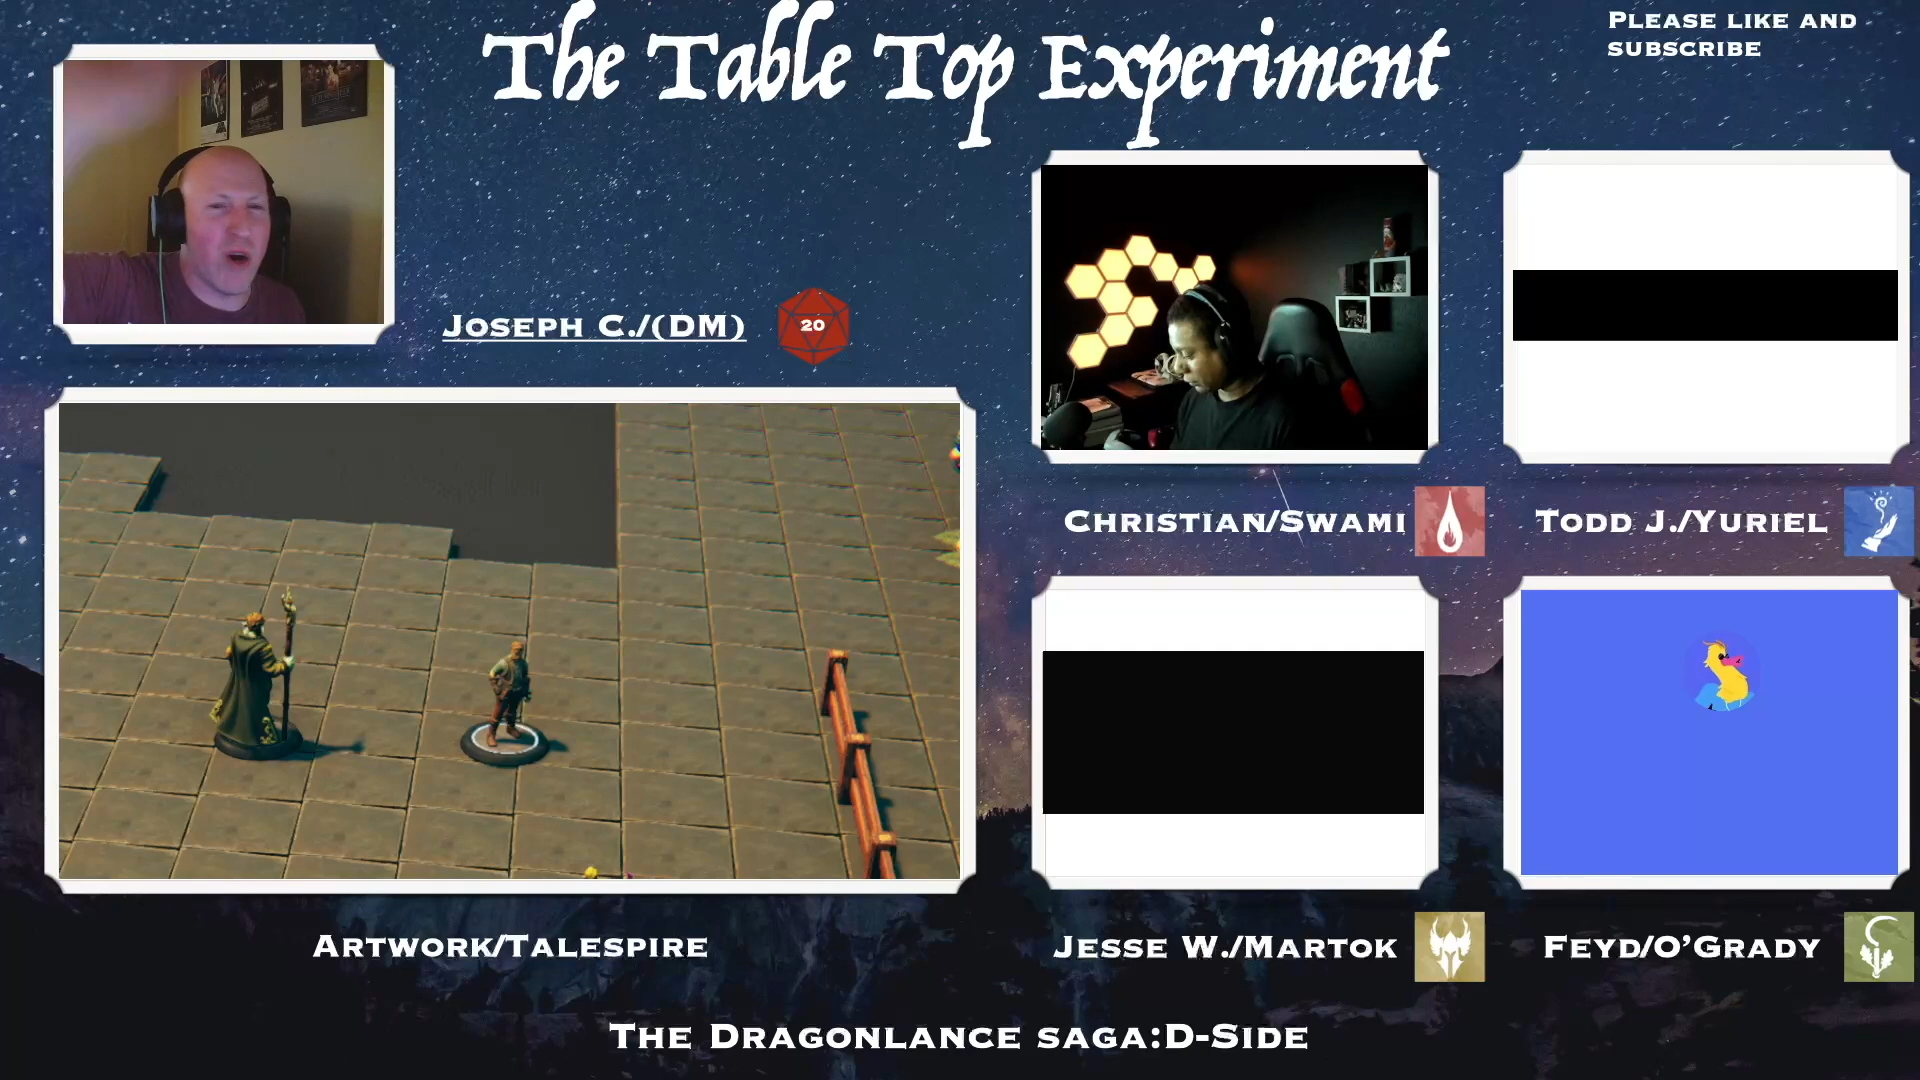 The Table Top Experiment
Please like and
subscribe
Joseph C./(DM)
20
Christian/Swami
Todd J./Yuriel
Artwork/Talespire
Jesse W./Martok
Feyd/O'Grady
The Dragonlance saga:D-Side